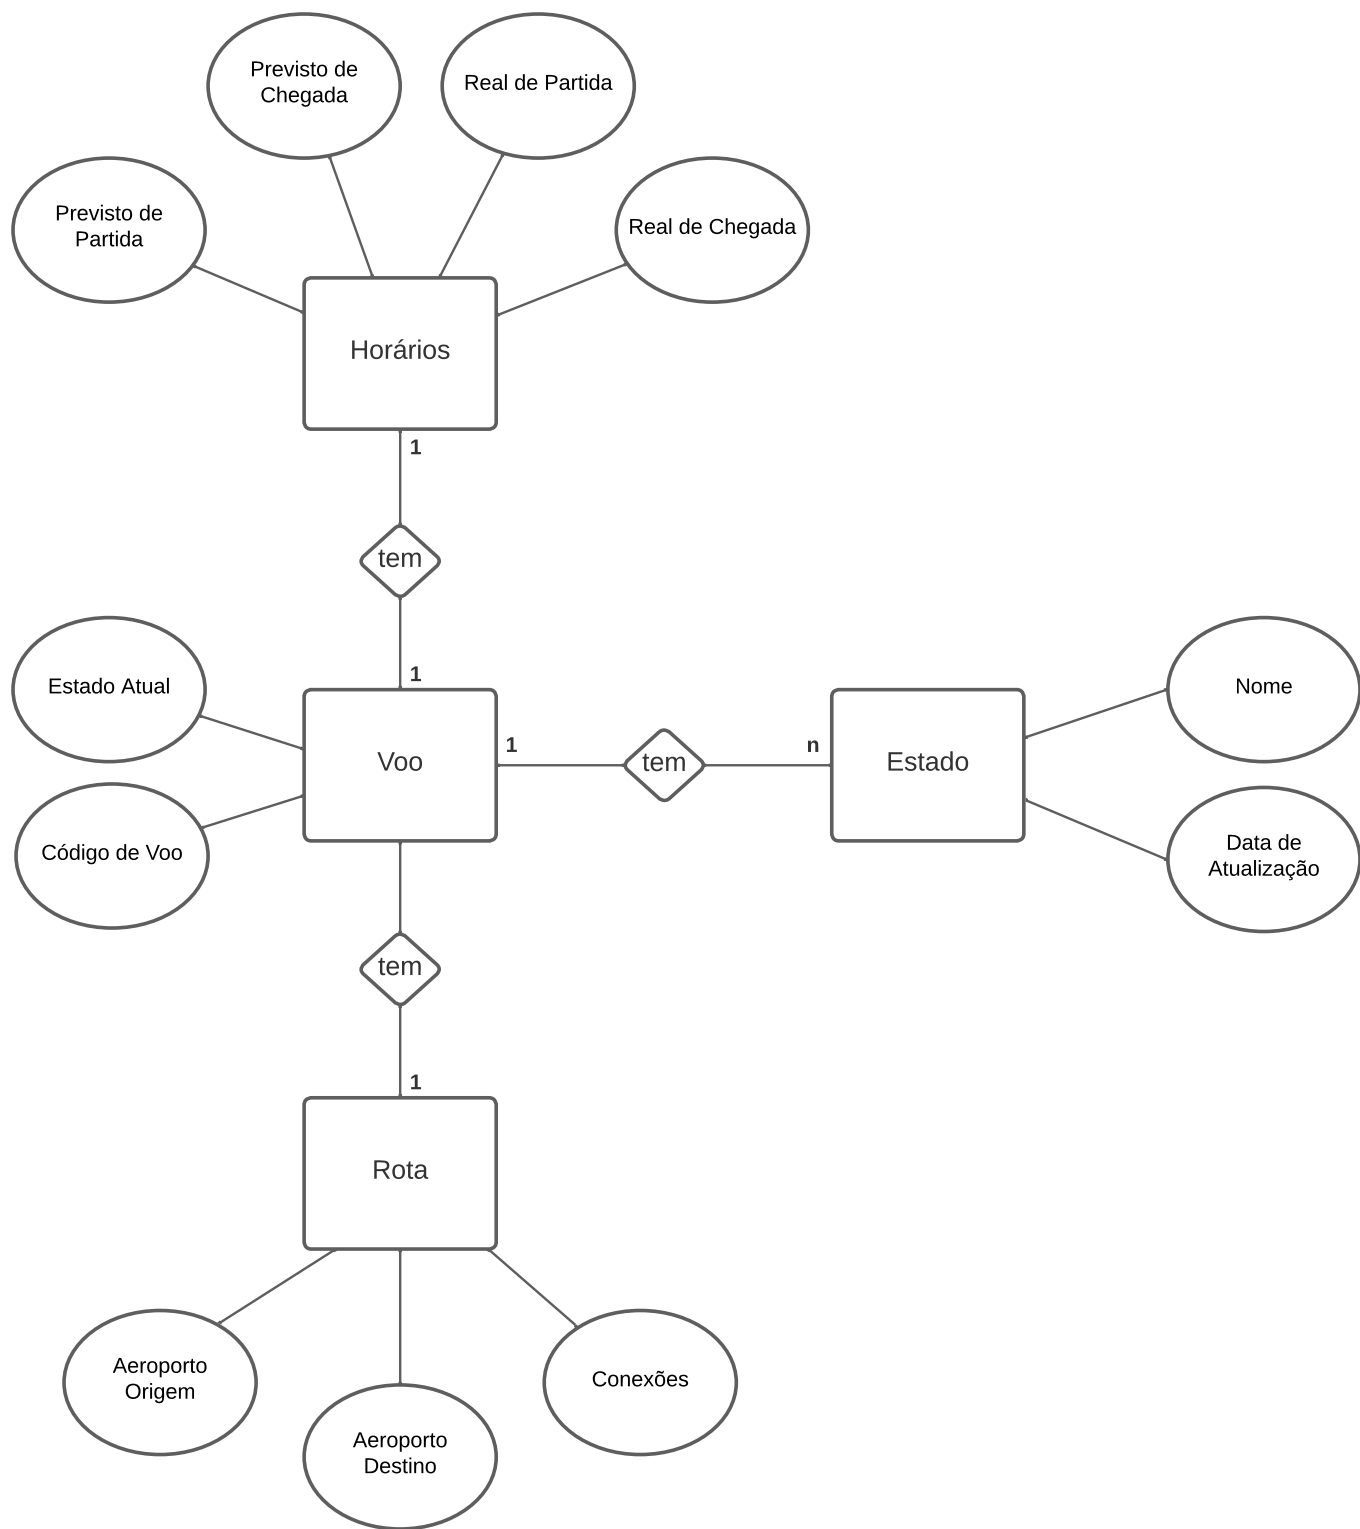 Previsto de
Chegada
Real de Partida
Previsto de
Partida
Real de Chegada
Horários
1
tem
1
Estado Atual
Voo
1
tem
n
Estado
Nome
Código de Voo
Data de
Atualização
tem
1
Rota
Aeroporto
Origem
Aeroporto
Destino
Conexões